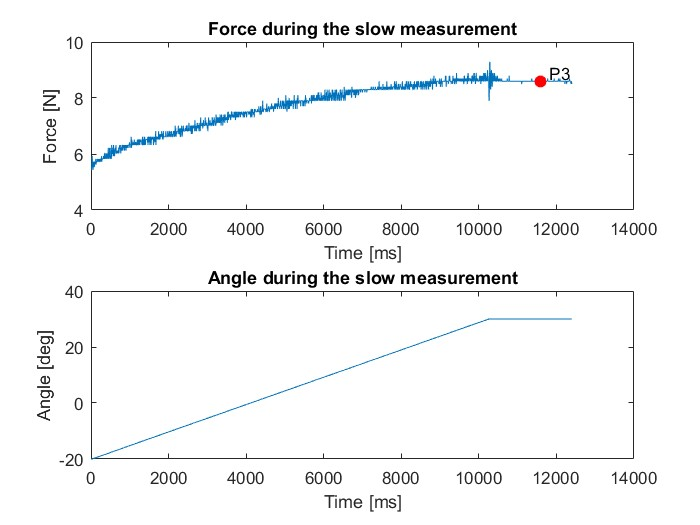 Force during the slow measurement
10
8
6
4
Force [N]
P3
0 2000 4000 6000 8000 10000 12000 14000
Time [ms]
Angle during the slow measurement
40
20
0
-20
Angle [deg]
0 2000 4000 6000 8000 10000 12000 14000
Time [ms]